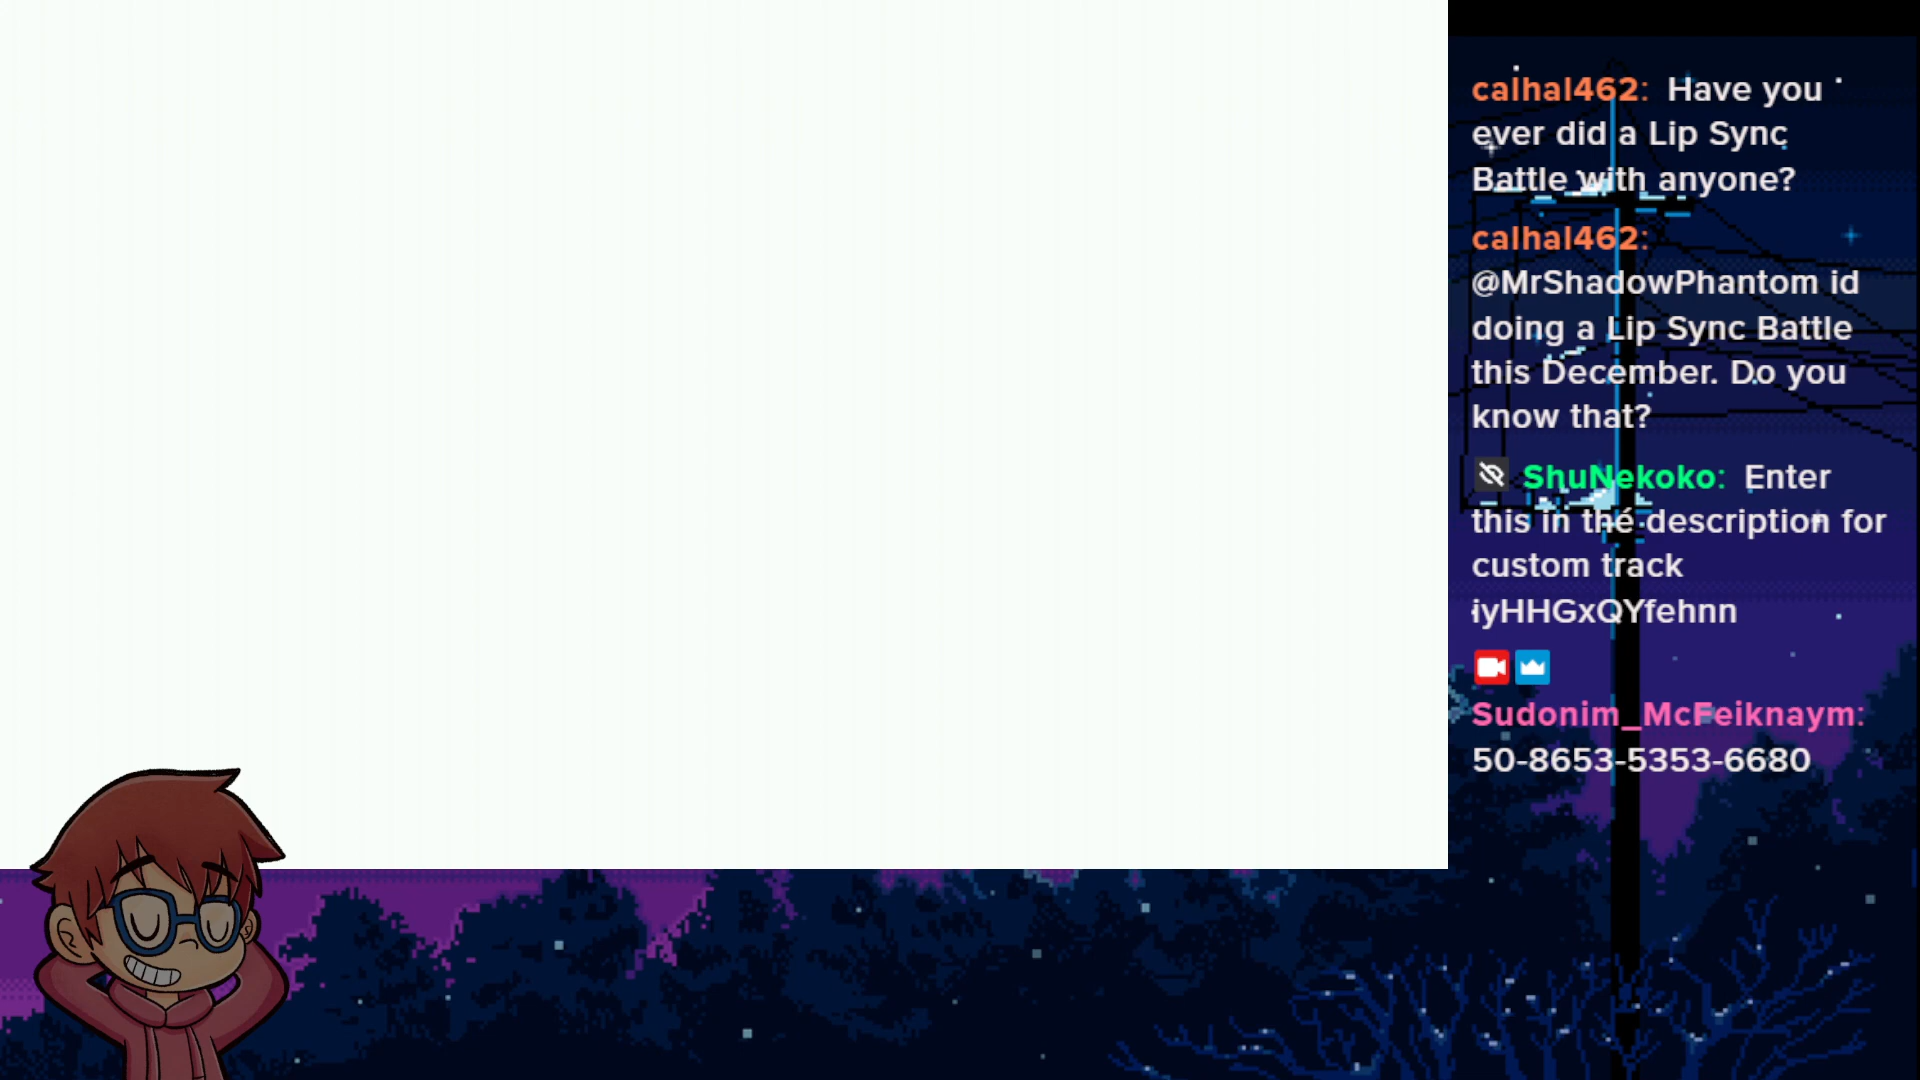 calhal462: Have you
ever did a Lip Sync
Battle with anyone?
calhal462:
@MrShadowPhantom id
doing a Lip Sync Battle
this December. Do you
know that?
ShuNekoko: Enter
this in the description for
custom track
iyHHGxQYfehnn
Sudonim_McFeiknaym:
50-8653-5353-6680